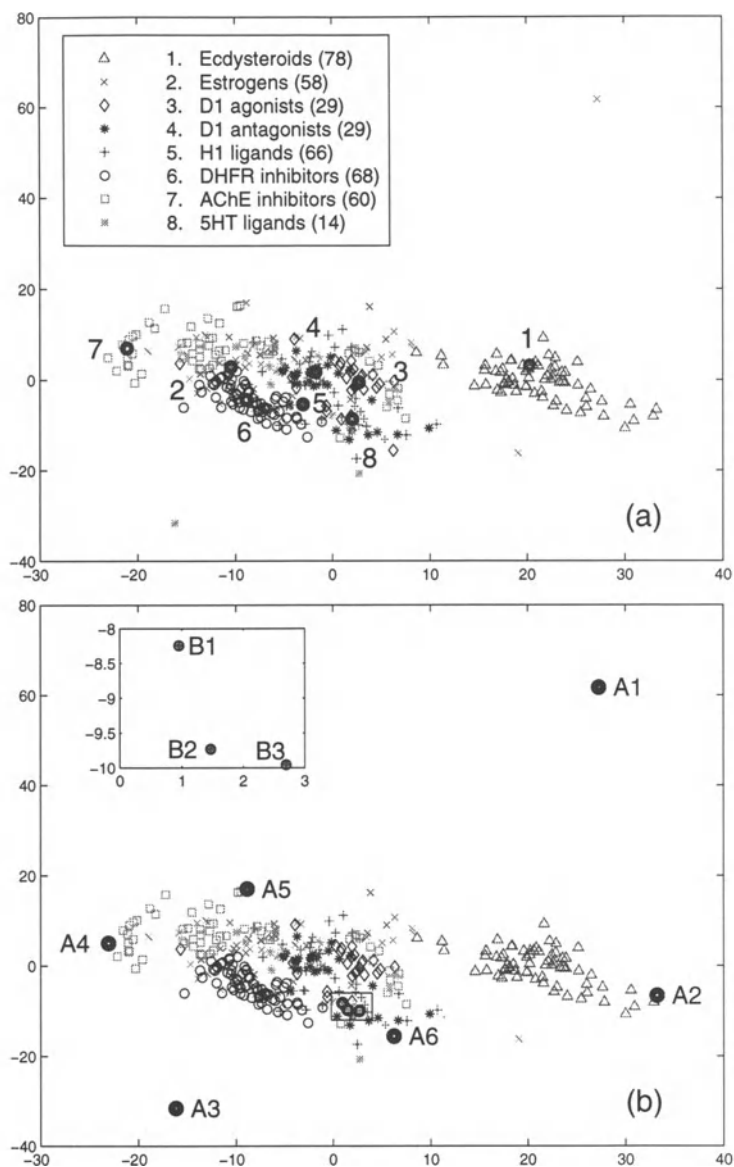 80
60
40
20
0
−20
−40
−30
−20
−10
0
10
20
30
40
1. Ecdysteroids (78)
2. Estrogens (58)
3. D1 agonists (29)
4. D1 antagonists (29)
5. H1 ligands (66)
6. DHFR inhibitors (68)
7. AChE inhibitors (60)
8. 5HT ligands (14)
7
2
6
4
5
3
8
1
(a)
80
60
40
20
0
−20
−40
−30
−20
−10
0
10
20
30
40
−8
−8.5
−9
−9.5
−10
0
1
2
3
B1
B2
B3
A1
A5
A4
A2
A6
A3
(b)